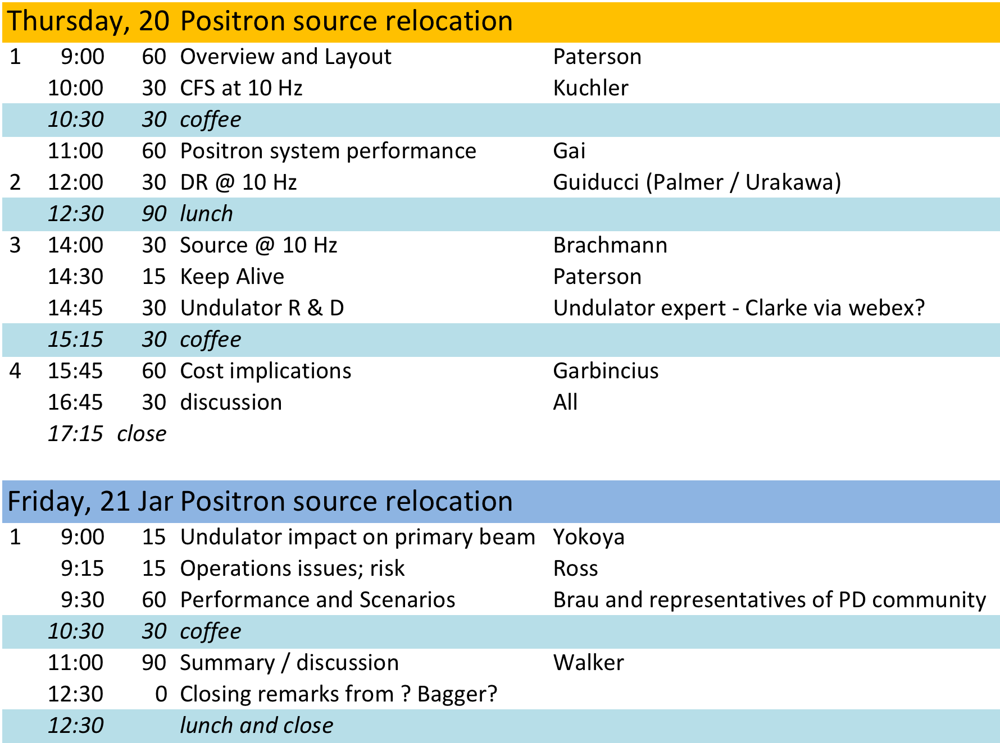 Thursday, 20 Positron source relocation
1 9:00 60 Overview and Layout Paterson
10:00 30 CFS at 10 Hz Kuchler
10:30 30 coffee
11:00 60 Positron system performance Gai
2 12:00 30 DR @ 10 Hz Guiducci (Palmer / Urakawa)
12:30 90 lunch
3 14:00 30 Source @ 10 Hz Brachmann
14:30 15 Keep Alive Paterson
14:45 30 Undulator R & D Undulator expert - Clarke via webex?
15:15 30 coffee
4 15:45 60 Cost implications Garbincius
16:45 30 discussion All
17:15 close
Friday, 21 Jar Positron source relocation
1 9:00 15 Undulator impact on primary beam Yokoya
9:15 15 Operations issues; risk Ross
9:30 60 Performance and Scenarios Brau and representatives of PD community
10:30 30 coffee
11:00 90 Summary / discussion Walker
12:30 0 Closing remarks from ? Bagger?
12:30 lunch and close